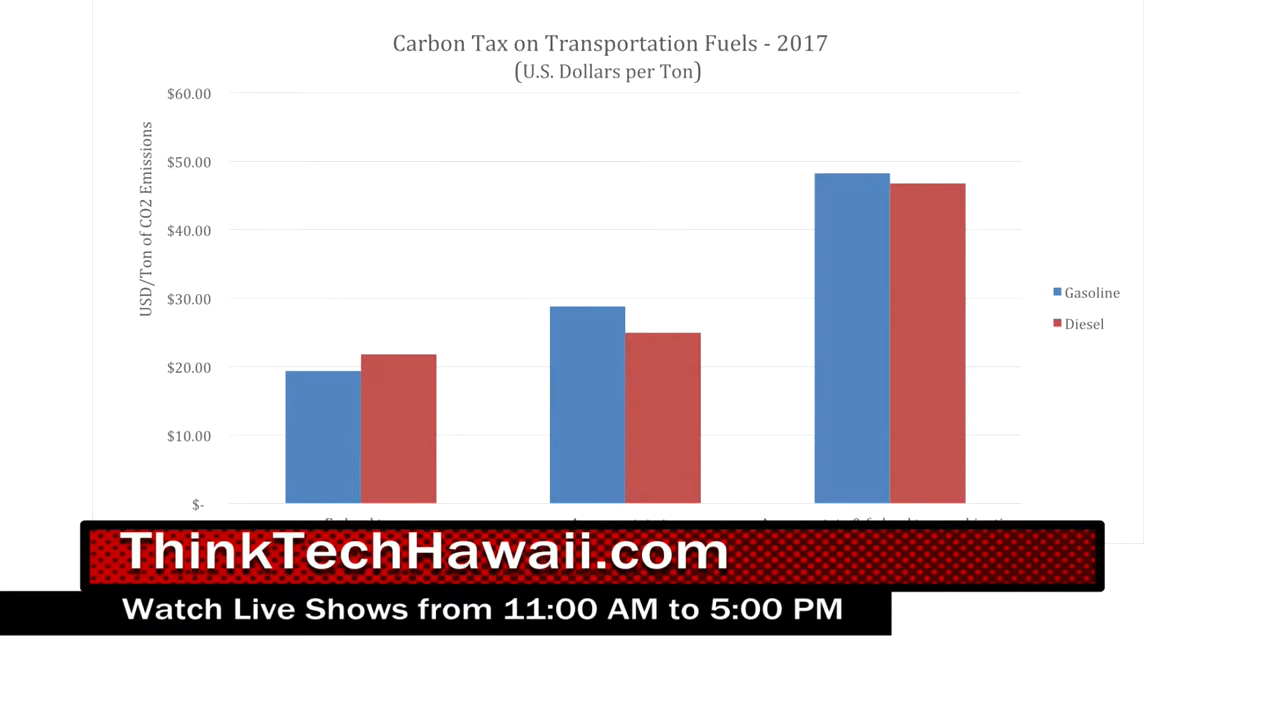 Carbon Tax on Transportation Fuels - 2017
(U.S. Dollars per Ton)
USD/Ton of CO2 Emissions
$60.00
$50.00
$40.00
$30.00
$20.00
$10.00
$-
Gasoline
Diesel
ThinkTechHawaii.com
Watch Live Shows from 11:00 AM to 5:00 PM